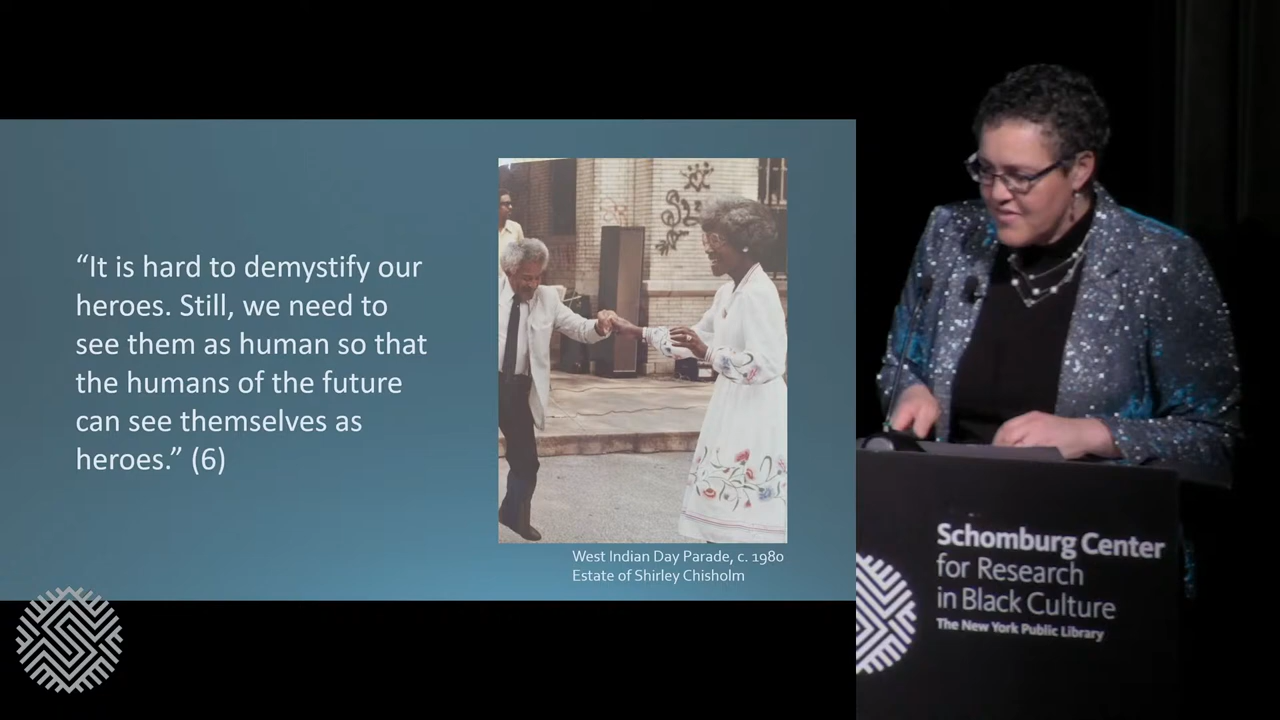 “It is hard to demystify our
heroes. Still, we need to
see them as human so that
the humans of the future
can see themselves as
heroes.” (6)
West Indian Day Parade, c. 1980
Estate of Shirley Chisholm
Schomburg Center
for Research
in Black Culture
The New York Public Library